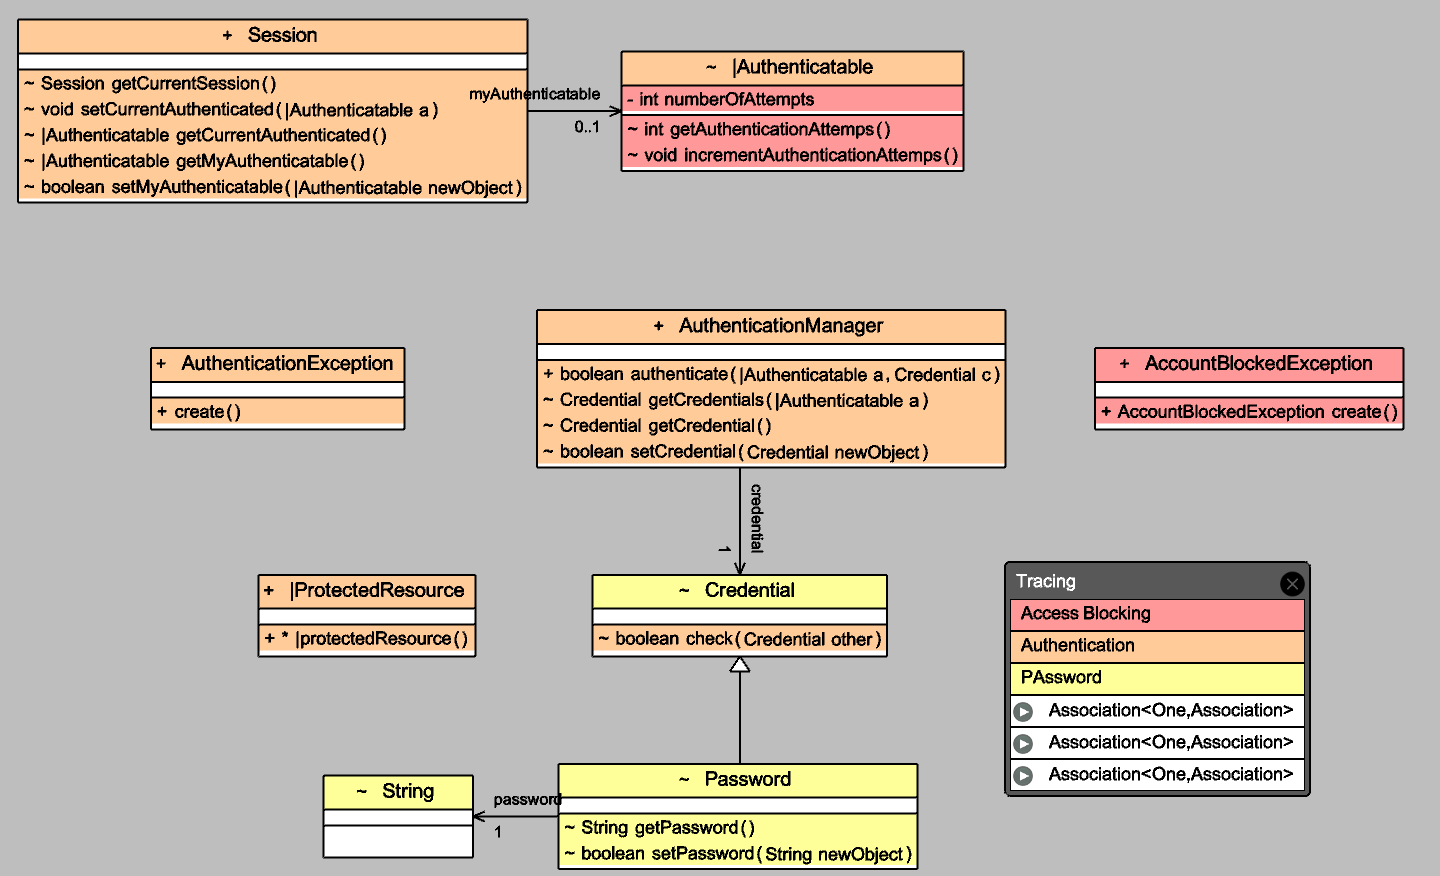 + Session
~ Session getCurrentSession()
~ void setCurrentAuthenticated(|Authenticatable a)
~ |Authenticatable getCurrentAuthenticated()
~ |Authenticatable getMyAuthenticatable()
~ boolean setMyAuthenticatable(|Authenticatable newObject)
myAuthenticatable
0..1
~ |Authenticatable
- int numberOfAttempts
~ int getAuthenticationAttemps()
~ void incrementAuthenticationAttemps()
+ AuthenticationException
+ create()
+ AuthenticationManager
+ boolean authenticate(|Authenticatable a, Credential c)
~ Credential getCredentials(|Authenticatable a)
~ Credential getCredential()
~ boolean setCredential(Credential newObject)
+ AccountBlockedException
+ AccountBlockedException create()
credential
1
+ |ProtectedResource
+ * |protectedResource()
~ Credential
~ boolean check(Credential other)
Tracing
Access Blocking
Authentication
PAssword
Association<One,Association>
Association<One,Association>
Association<One,Association>
~ String
password
1
~ Password
~ String getPassword()
~ boolean setPassword(String newObject)